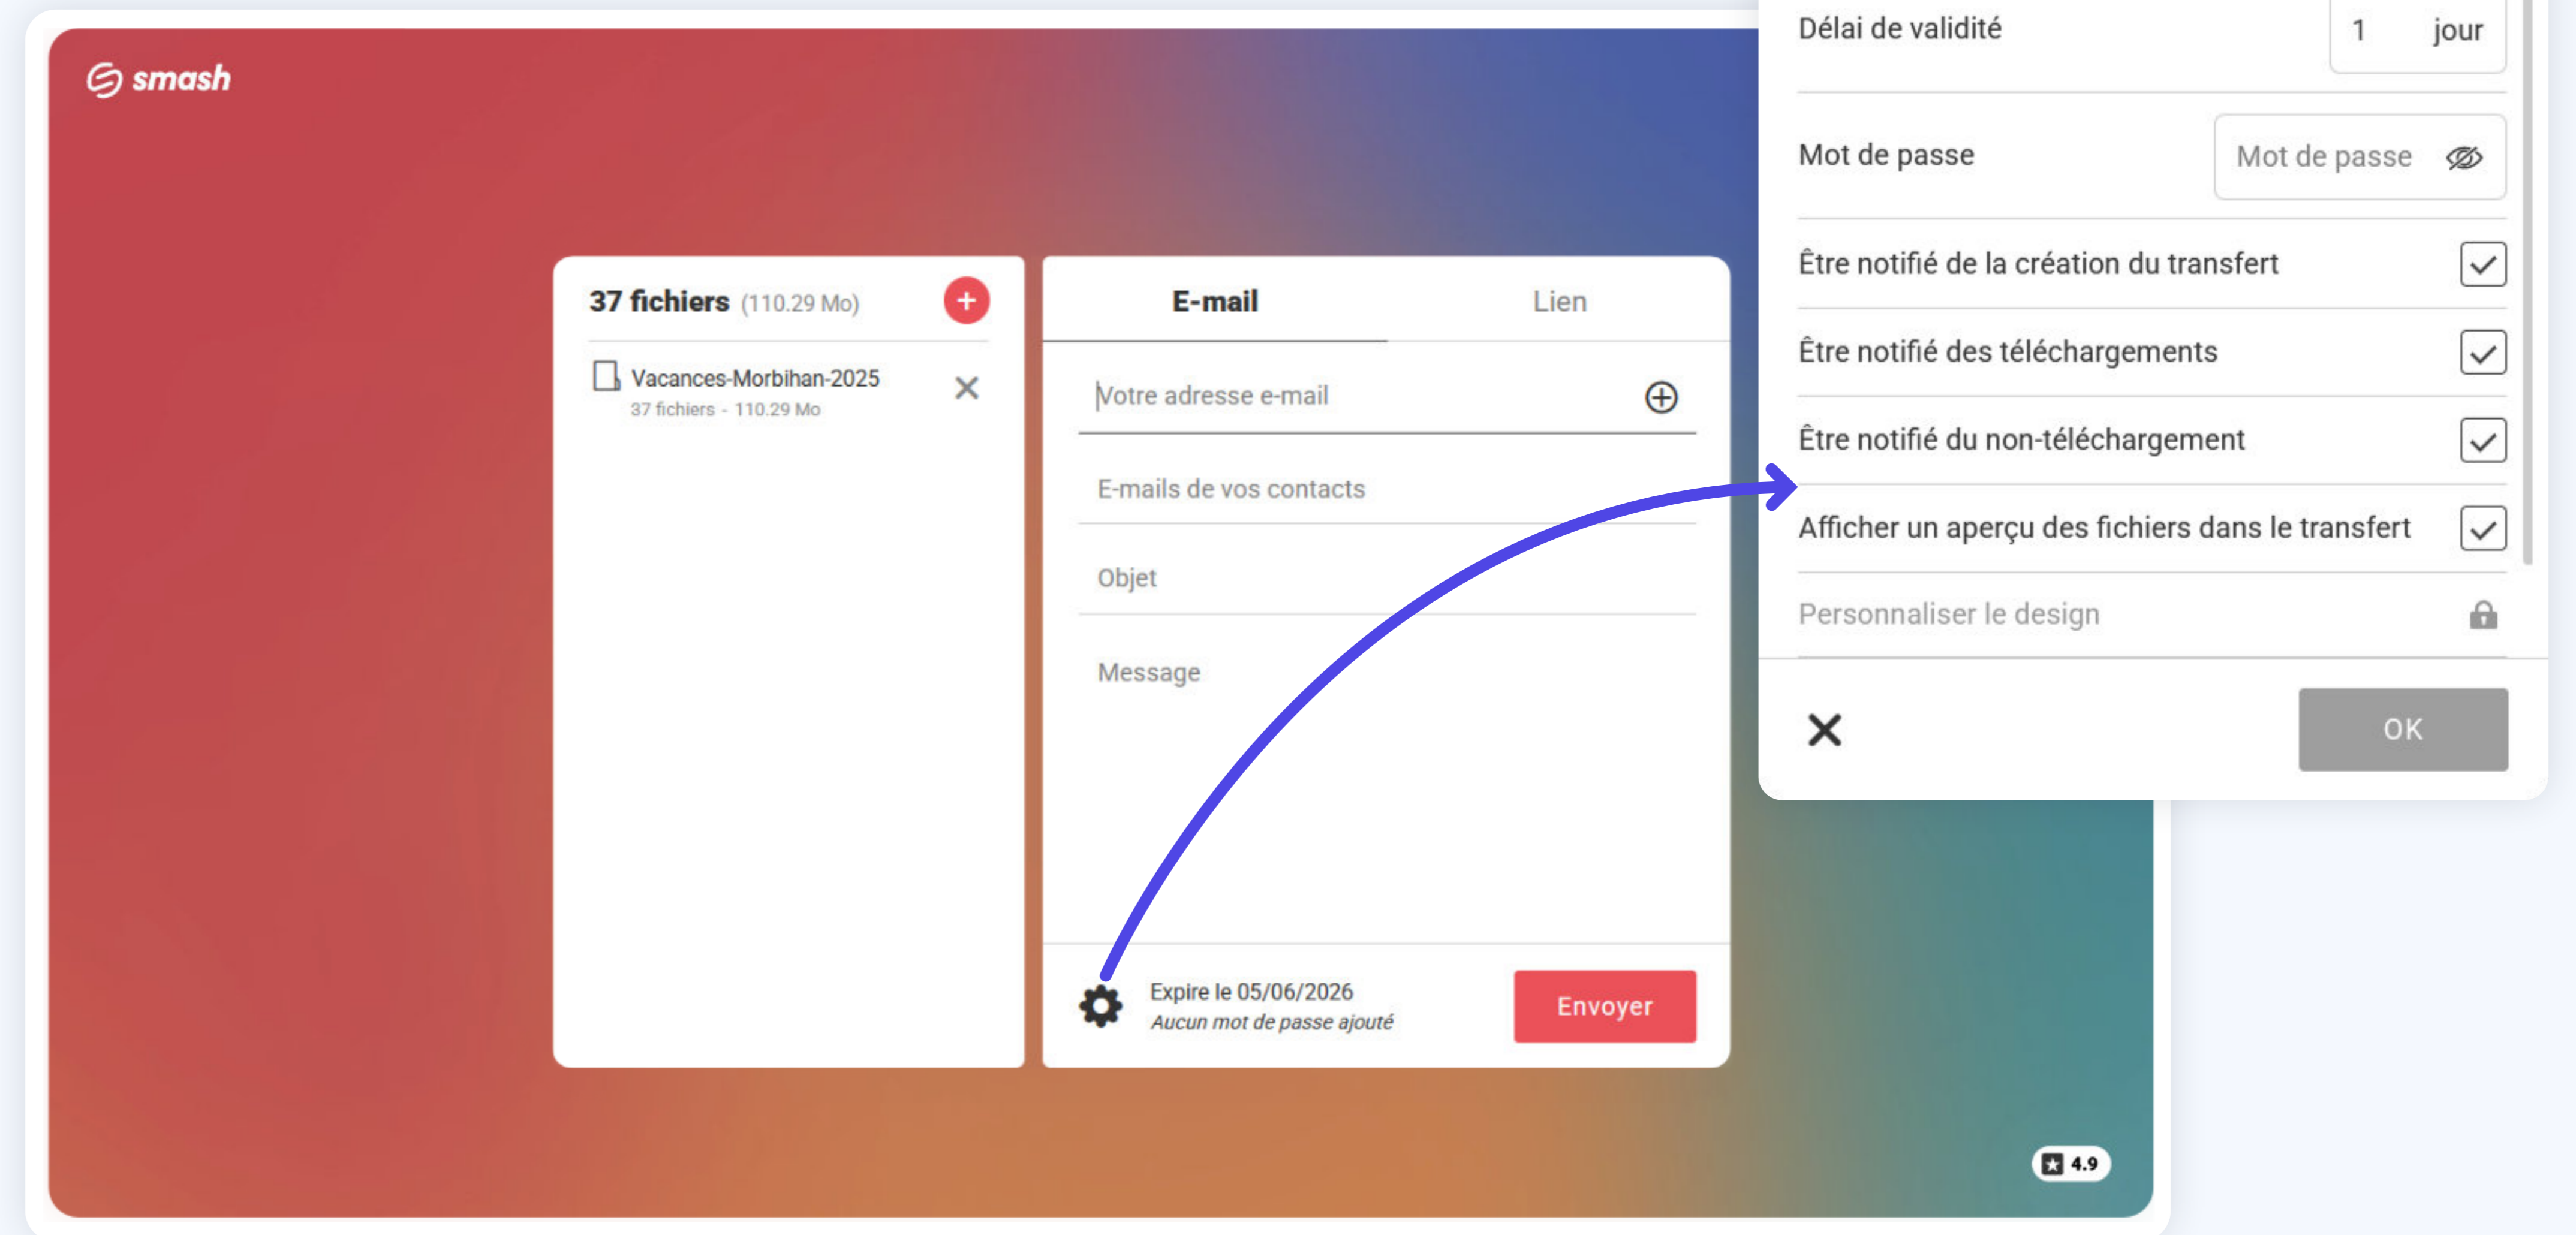 smash
37 fichiers (110.29 Mo)
Vacances-Morbihan-2025
37 fichiers - 110.29 Mo
E-mail
Lien
Votre adresse e-mail
E-mails de vos contacts
Objet
Message
Expire le 05/06/2026
Aucun mot de passe ajouté
Envoyer
Délai de validité
1 jour
Mot de passe
Mot de passe
Être notifié de la création du transfert
Être notifié des téléchargements
Être notifié du non-téléchargement
Afficher un aperçu des fichiers dans le transfert
Personnaliser le design
OK
4.9